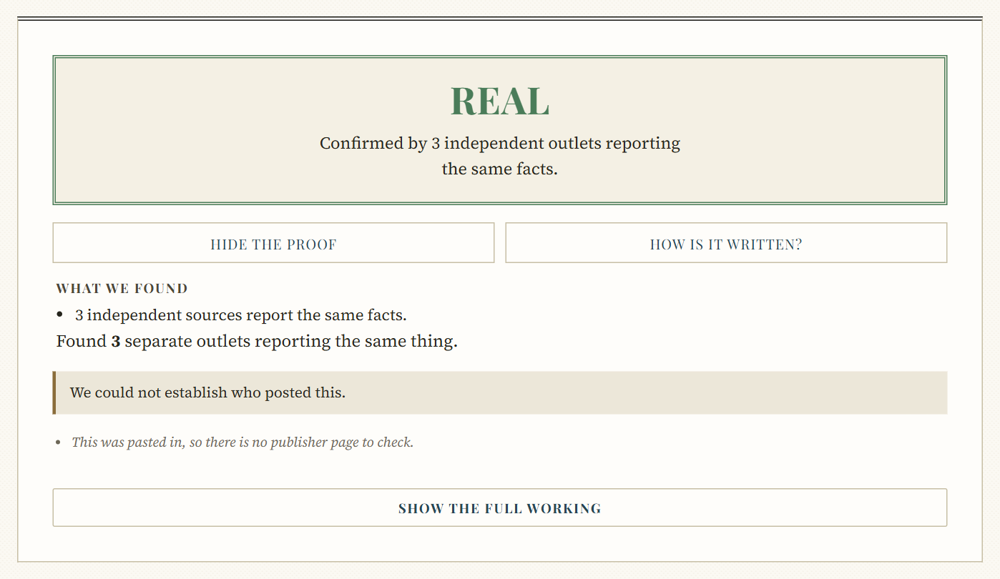 REAL
Confirmed by 3 independent outlets reporting
the same facts.
HIDE THE PROOF
HOW IS IT WRITTEN?
WHAT WE FOUND
• 3 independent sources report the same facts.
Found 3 separate outlets reporting the same thing.
We could not establish who posted this.
• This was pasted in, so there is no publisher page to check.
SHOW THE FULL WORKING